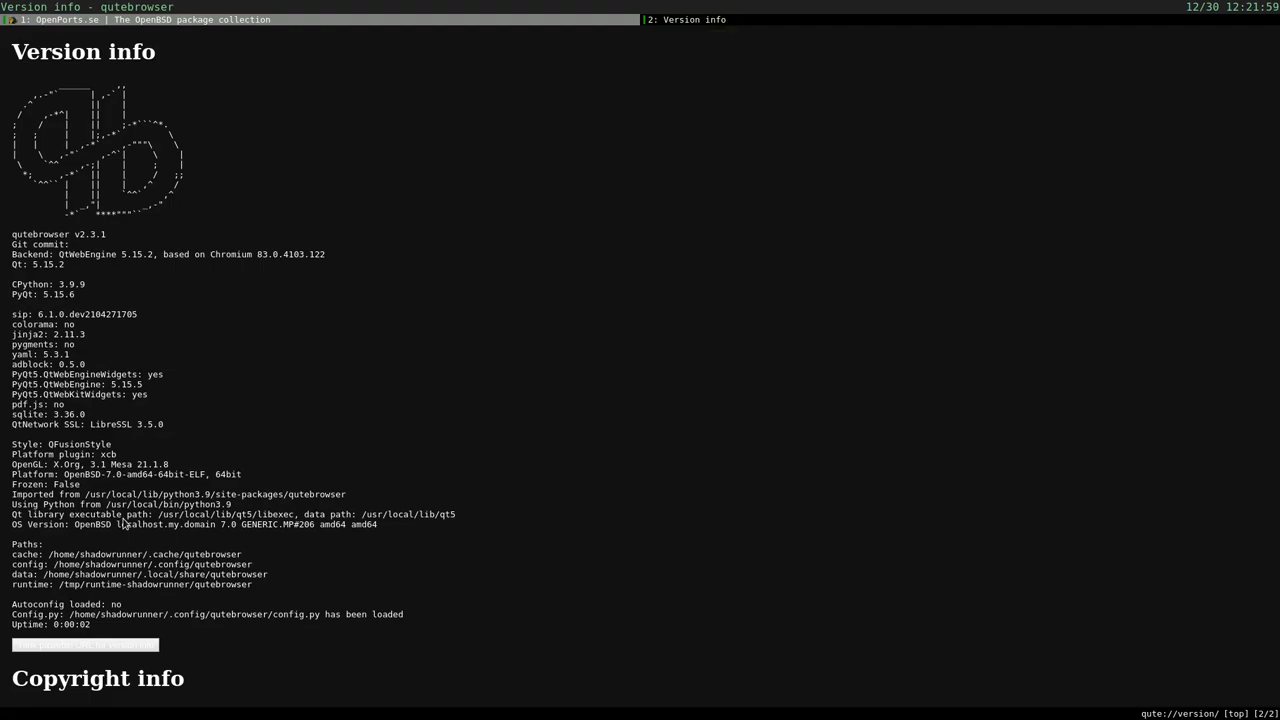 Version info - qutebrowser
12/30 12:21:59
1: OpenPorts.se | The OpenBSD package collection
2: Version info
Version info
qutebrowser v2.3.1
Git commit:
Backend: QtWebEngine 5.15.2, based on Chromium 83.0.4103.122
Qt: 5.15.2
CPython: 3.9.9
PyQt: 5.15.6
sip: 6.1.0.dev2104271705
colorama: no
jinja2: 2.11.3
pygments: no
yaml: 5.3.1
adblock: 0.5.0
PyQt5.QtWebEngineWidgets: yes
PyQt5.QtWebEngine: 5.15.5
PyQt5.QtWebKitWidgets: yes
pdf.js: no
sqlite: 3.36.0
QtNetwork SSL: LibreSSL 3.5.0
Style: QFusionStyle
Platform plugin: xcb
OpenGL: X.Org, 3.1 Mesa 21.1.8
Platform: OpenBSD-7.0-amd64-64bit-ELF, 64bit
Frozen: False
Imported from /usr/local/lib/python3.9/site-packages/qutebrowser
Using Python from /usr/local/bin/python3.9
Qt library executable path: /usr/local/lib/qt5/libexec, data path: /usr/local/lib/qt5
OS Version: OpenBSD localhost.my.domain 7.0 GENERIC.MP#206 amd64 amd64
Paths:
cache: /home/shadowrunner/.cache/qutebrowser
config: /home/shadowrunner/.config/qutebrowser
data: /home/shadowrunner/.local/share/qutebrowser
runtime: /tmp/runtime-shadowrunner/qutebrowser
Autoconfig loaded: no
Config.py: /home/shadowrunner/.config/qutebrowser/config.py has been loaded
Uptime: 0:00:02
Copyright info
qute://version/ [top] [2/2]